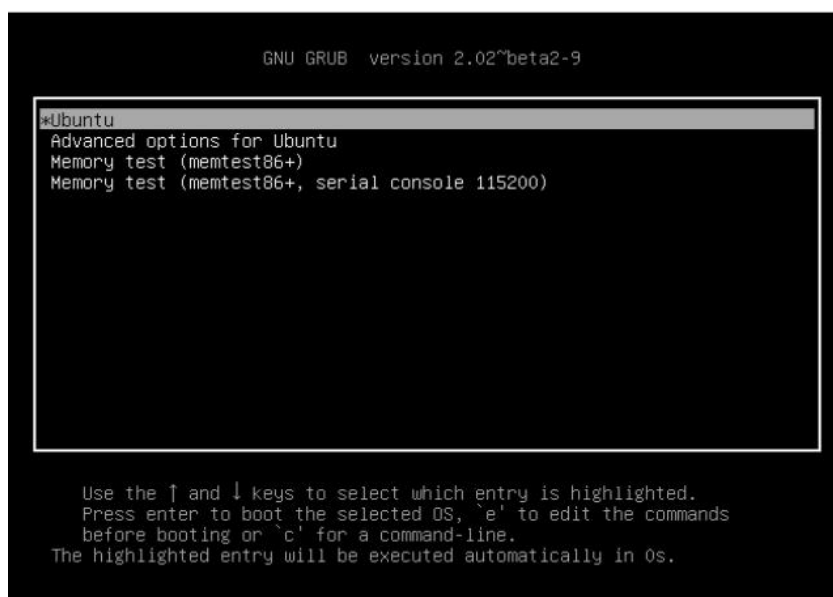 GNU GRUB  version 2.02~beta2-9
*Ubuntu
Advanced options for Ubuntu
Memory test (memtest86+)
Memory test (memtest86+, serial console 115200)
Use the ↑ and ↓ keys to select which entry is highlighted.
Press enter to boot the selected OS, `e' to edit the commands
before booting or `c' for a command-line.
The highlighted entry will be executed automatically in 0s.